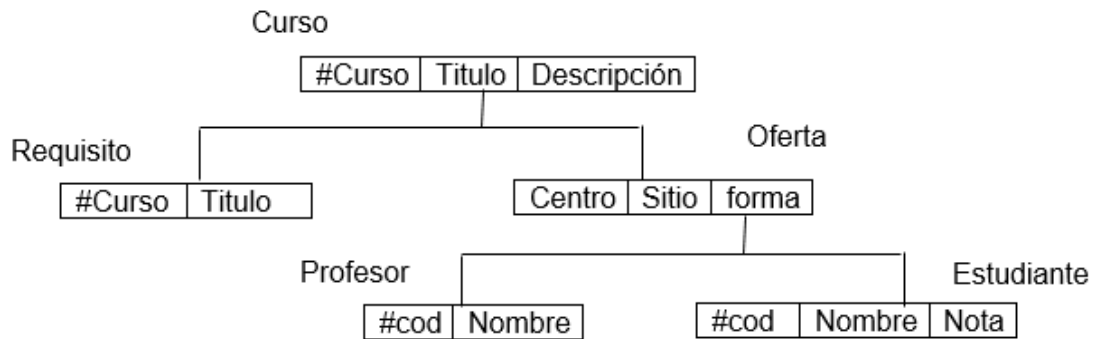 Curso
#Curso Titulo Descripción
Requisito
Oferta
#Curso Titulo
Centro Sitio forma
Profesor
Estudiante
#cod Nombre
#cod Nombre Nota